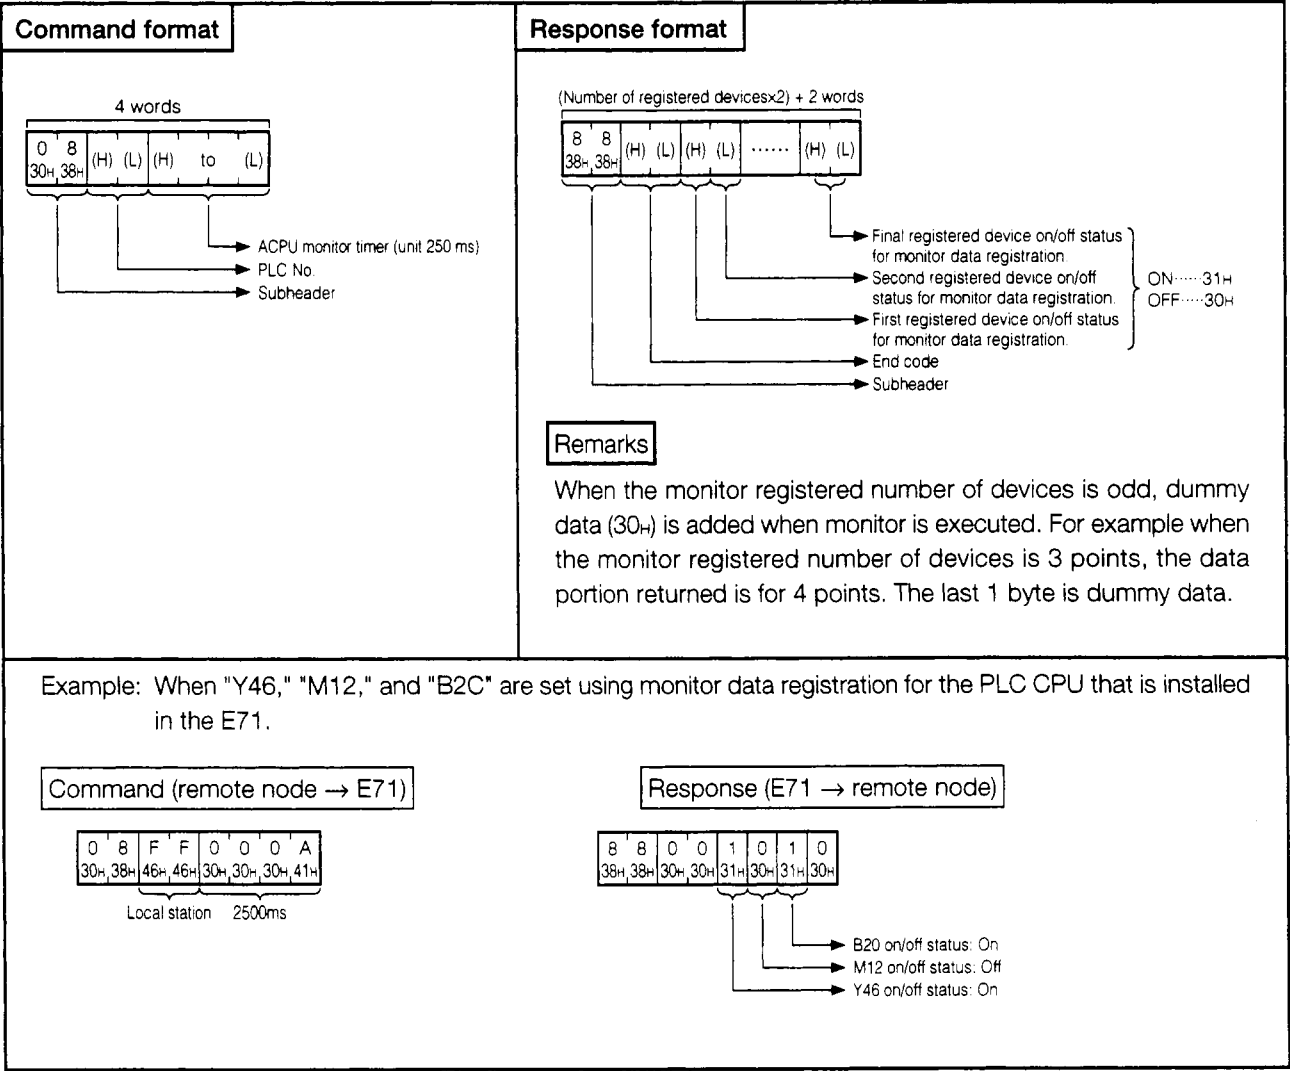 Command format
4 words
0 8 (H) (L) (H) to (L)
30H 38H
ACPU monitor timer (unit 250 ms)
PLC No.
Subheader
Response format
(Number of registered devicesx2) + 2 words
8 8 (H) (L) (H) (L) ······ (H) (L)
38H 38H
Final registered device on/off status
for monitor data registration.
Second registered device on/off
status for monitor data registration.
First registered device on/off status
for monitor data registration.
End code
Subheader
ON······31H
OFF·····30H
Remarks
When the monitor registered number of devices is odd, dummy
data (30H) is added when monitor is executed. For example when
the monitor registered number of devices is 3 points, the data
portion returned is for 4 points. The last 1 byte is dummy data.
Example: When "Y46," "M12," and "B2C" are set using monitor data registration for the PLC CPU that is installed
in the E71.
Command (remote node → E71)
0 8 F F 0 0 0 A
30H 38H 46H 46H 30H 30H 30H 41H
Local station 2500ms
Response (E71 → remote node)
8 8 0 0 1 0 1 0
38H 38H 30H 30H 31H 30H 31H 30H
B20 on/off status: On
M12 on/off status: Off
Y46 on/off status: On